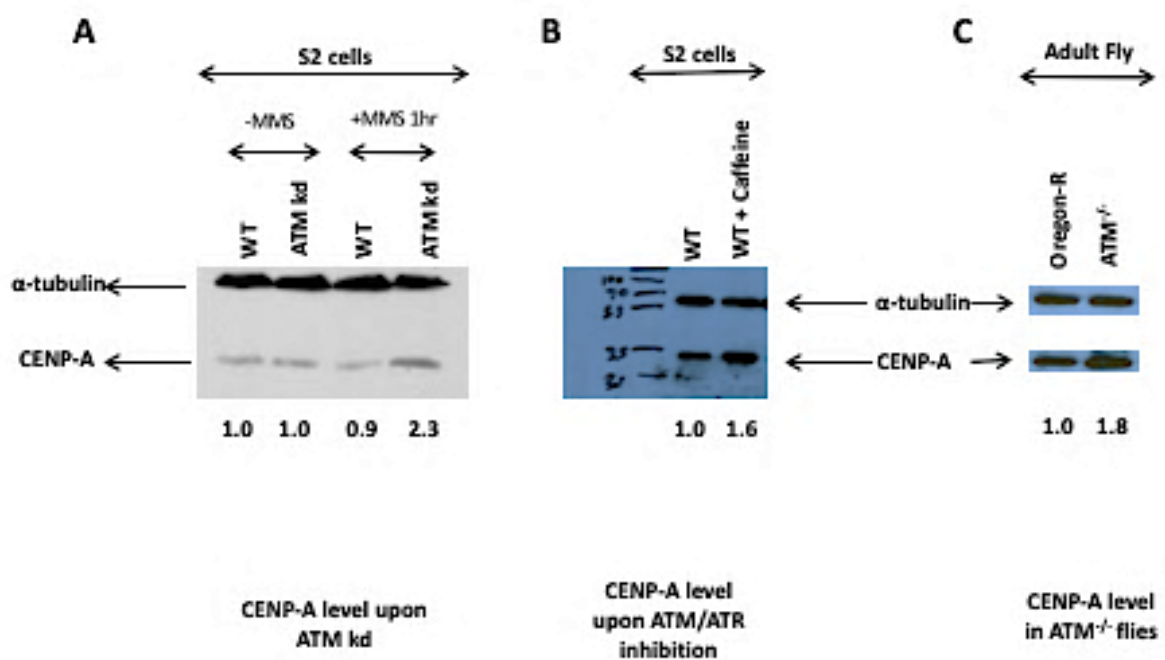 A
S2 cells
-MMS
+MMS 1hr
WT
ATM kd
WT
ATM kd
α-tubulin
CENP-A
1.0 1.0 0.9 2.3
CENP-A level upon
ATM kd
B
S2 cells
WT
WT + Caffeine
α-tubulin
CENP-A
1.0 1.6
CENP-A level
upon ATM/ATR
inhibition
C
Adult Fly
Oregon-R
ATM-/-
1.0 1.8
CENP-A level
in ATM-/- flies